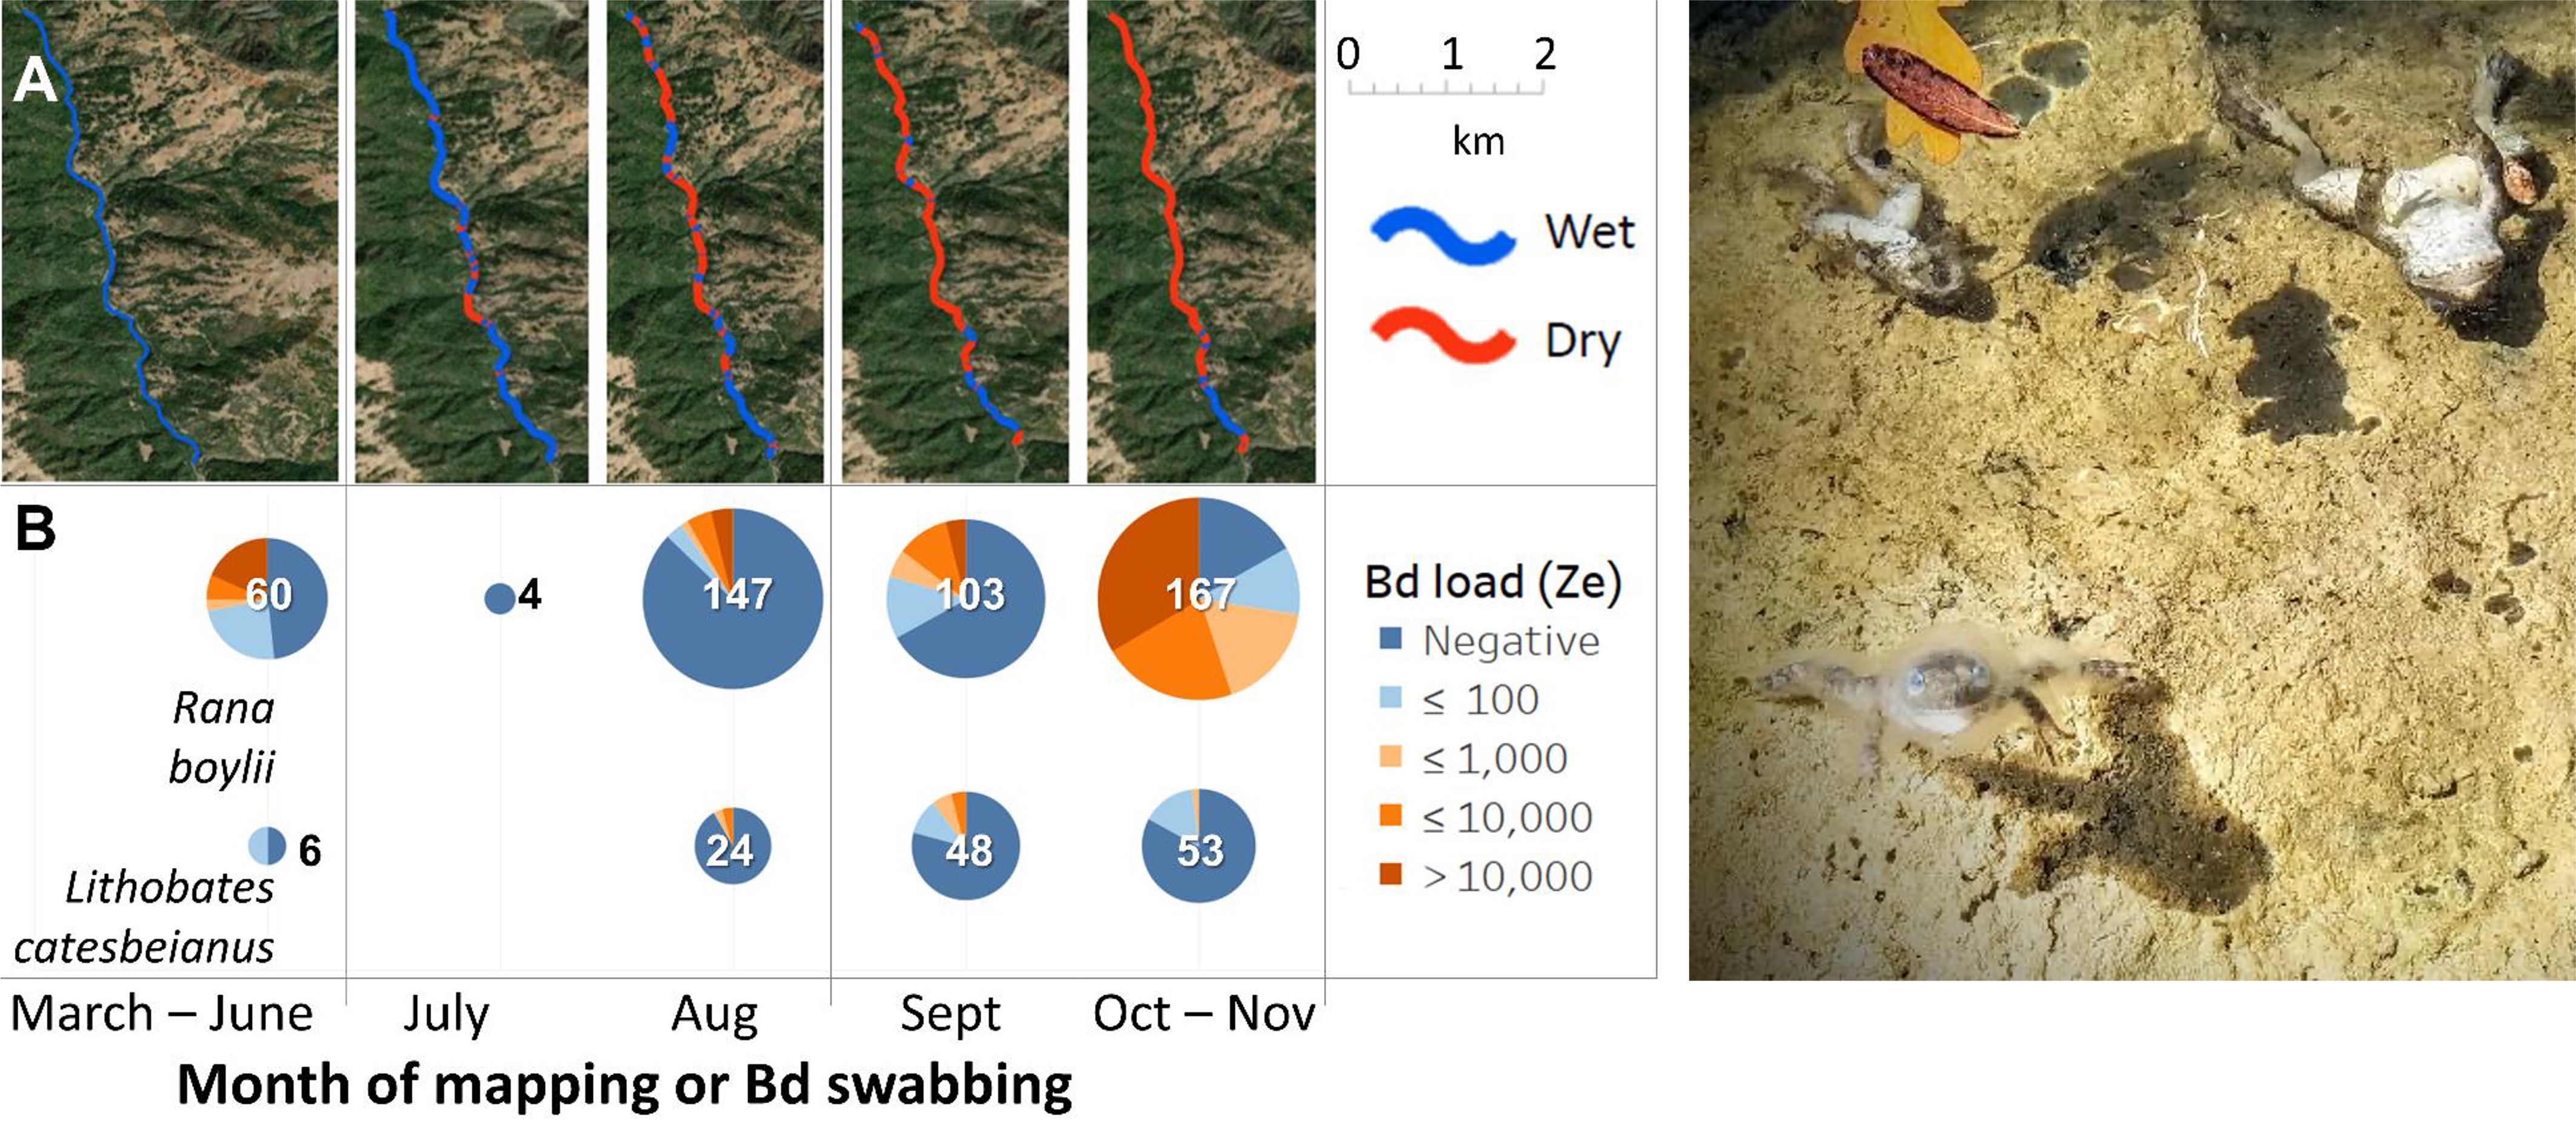 A
0 1 2
km
Wet
Dry
B
60
4
147
103
167
Rana
boylii
6
24
48
53
Lithobates
catesbeianus
Bd load (Ze)
Negative
≤ 100
≤ 1,000
≤ 10,000
> 10,000
March – June
July
Aug
Sept
Oct – Nov
Month of mapping or Bd swabbing